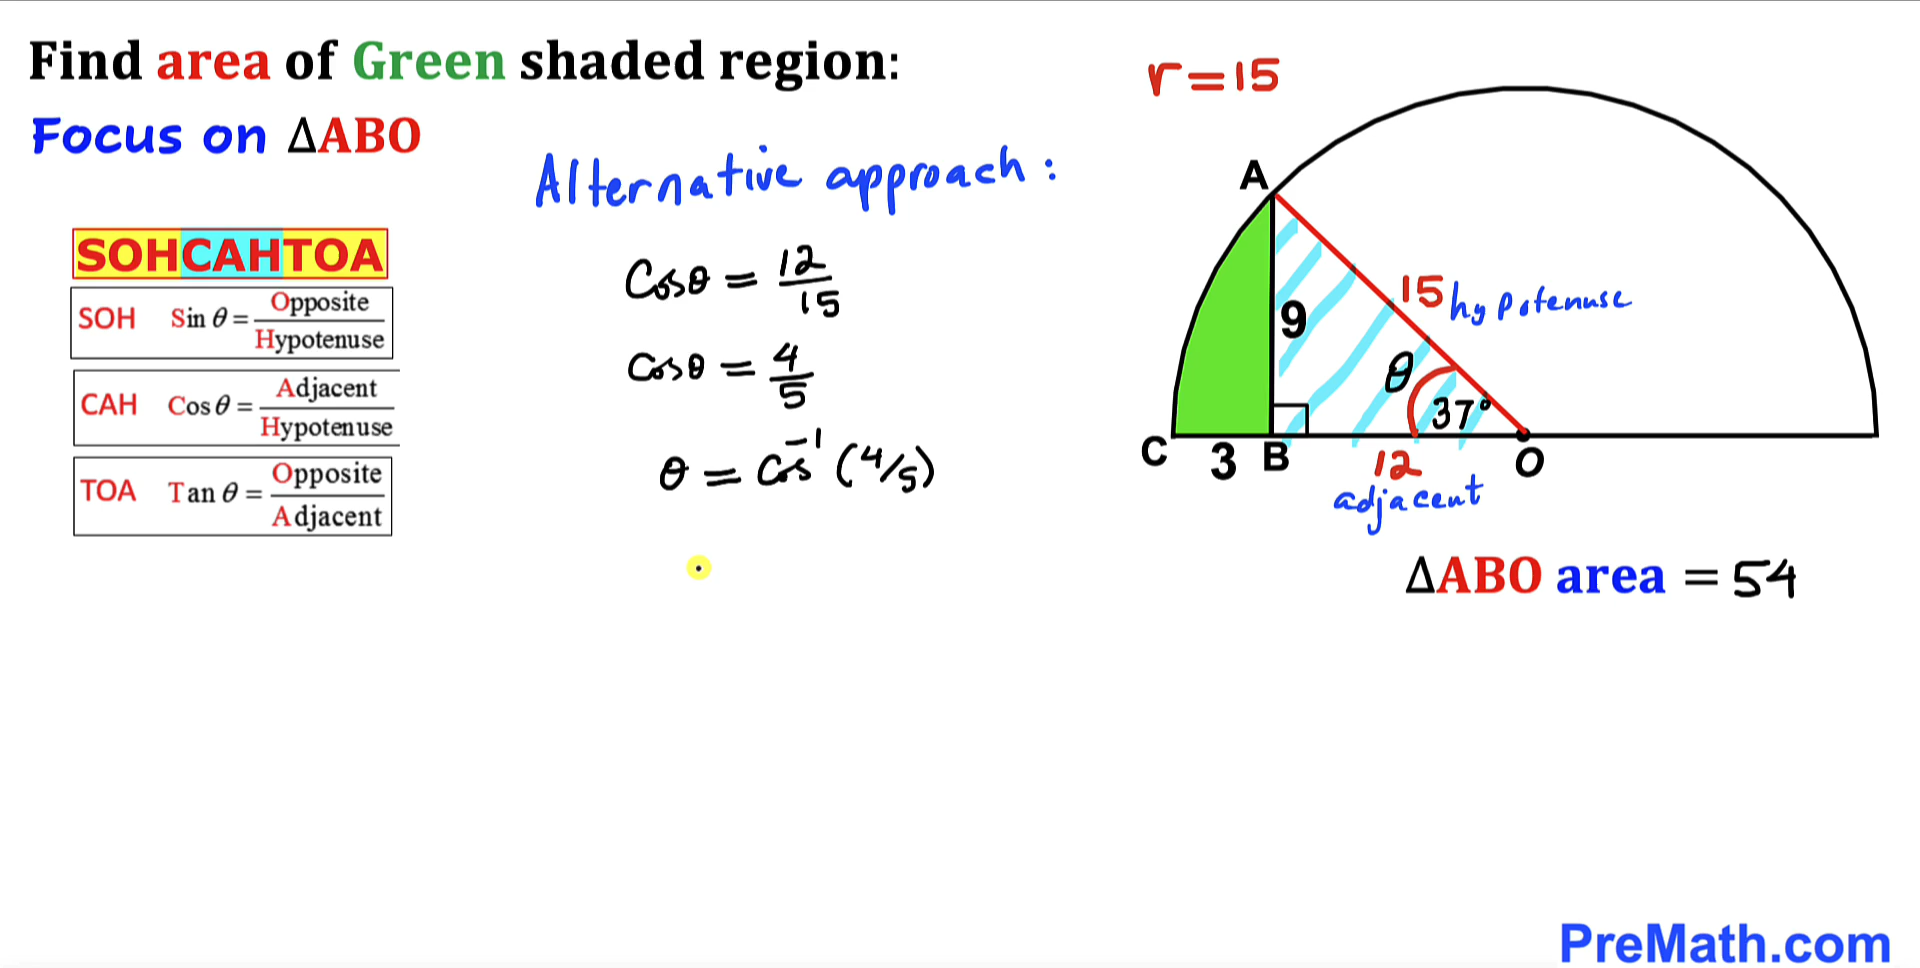 Find area of Green shaded region:
Focus on ΔABO
Alternative approach:
SOHCAHTOA
SOH Sin θ = Opposite / Hypotenuse
CAH Cos θ = Adjacent / Hypotenuse
TOA Tan θ = Opposite / Adjacent
Cosθ = 12/15
Cosθ = 4/5
θ = Cos⁻¹ (4/5)
r = 15
A
15 hypotenuse
9
θ
37°
C 3 B 12 O
adjacent
ΔABO area = 54
PreMath.com